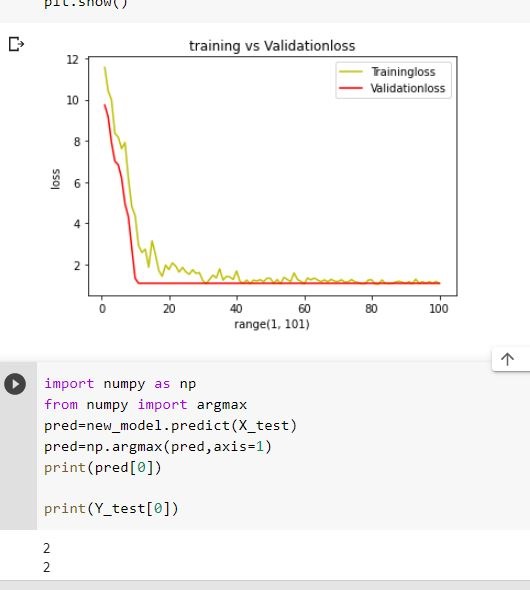 plt.show()
training vs Validationloss
12
10
8
6
4
2
loss
Trainingloss
Validationloss
0 20 40 60 80 100
range(1, 101)
import numpy as np
from numpy import argmax
pred=new_model.predict(X_test)
pred=np.argmax(pred,axis=1)
print(pred[0])
print(Y_test[0])
2
2